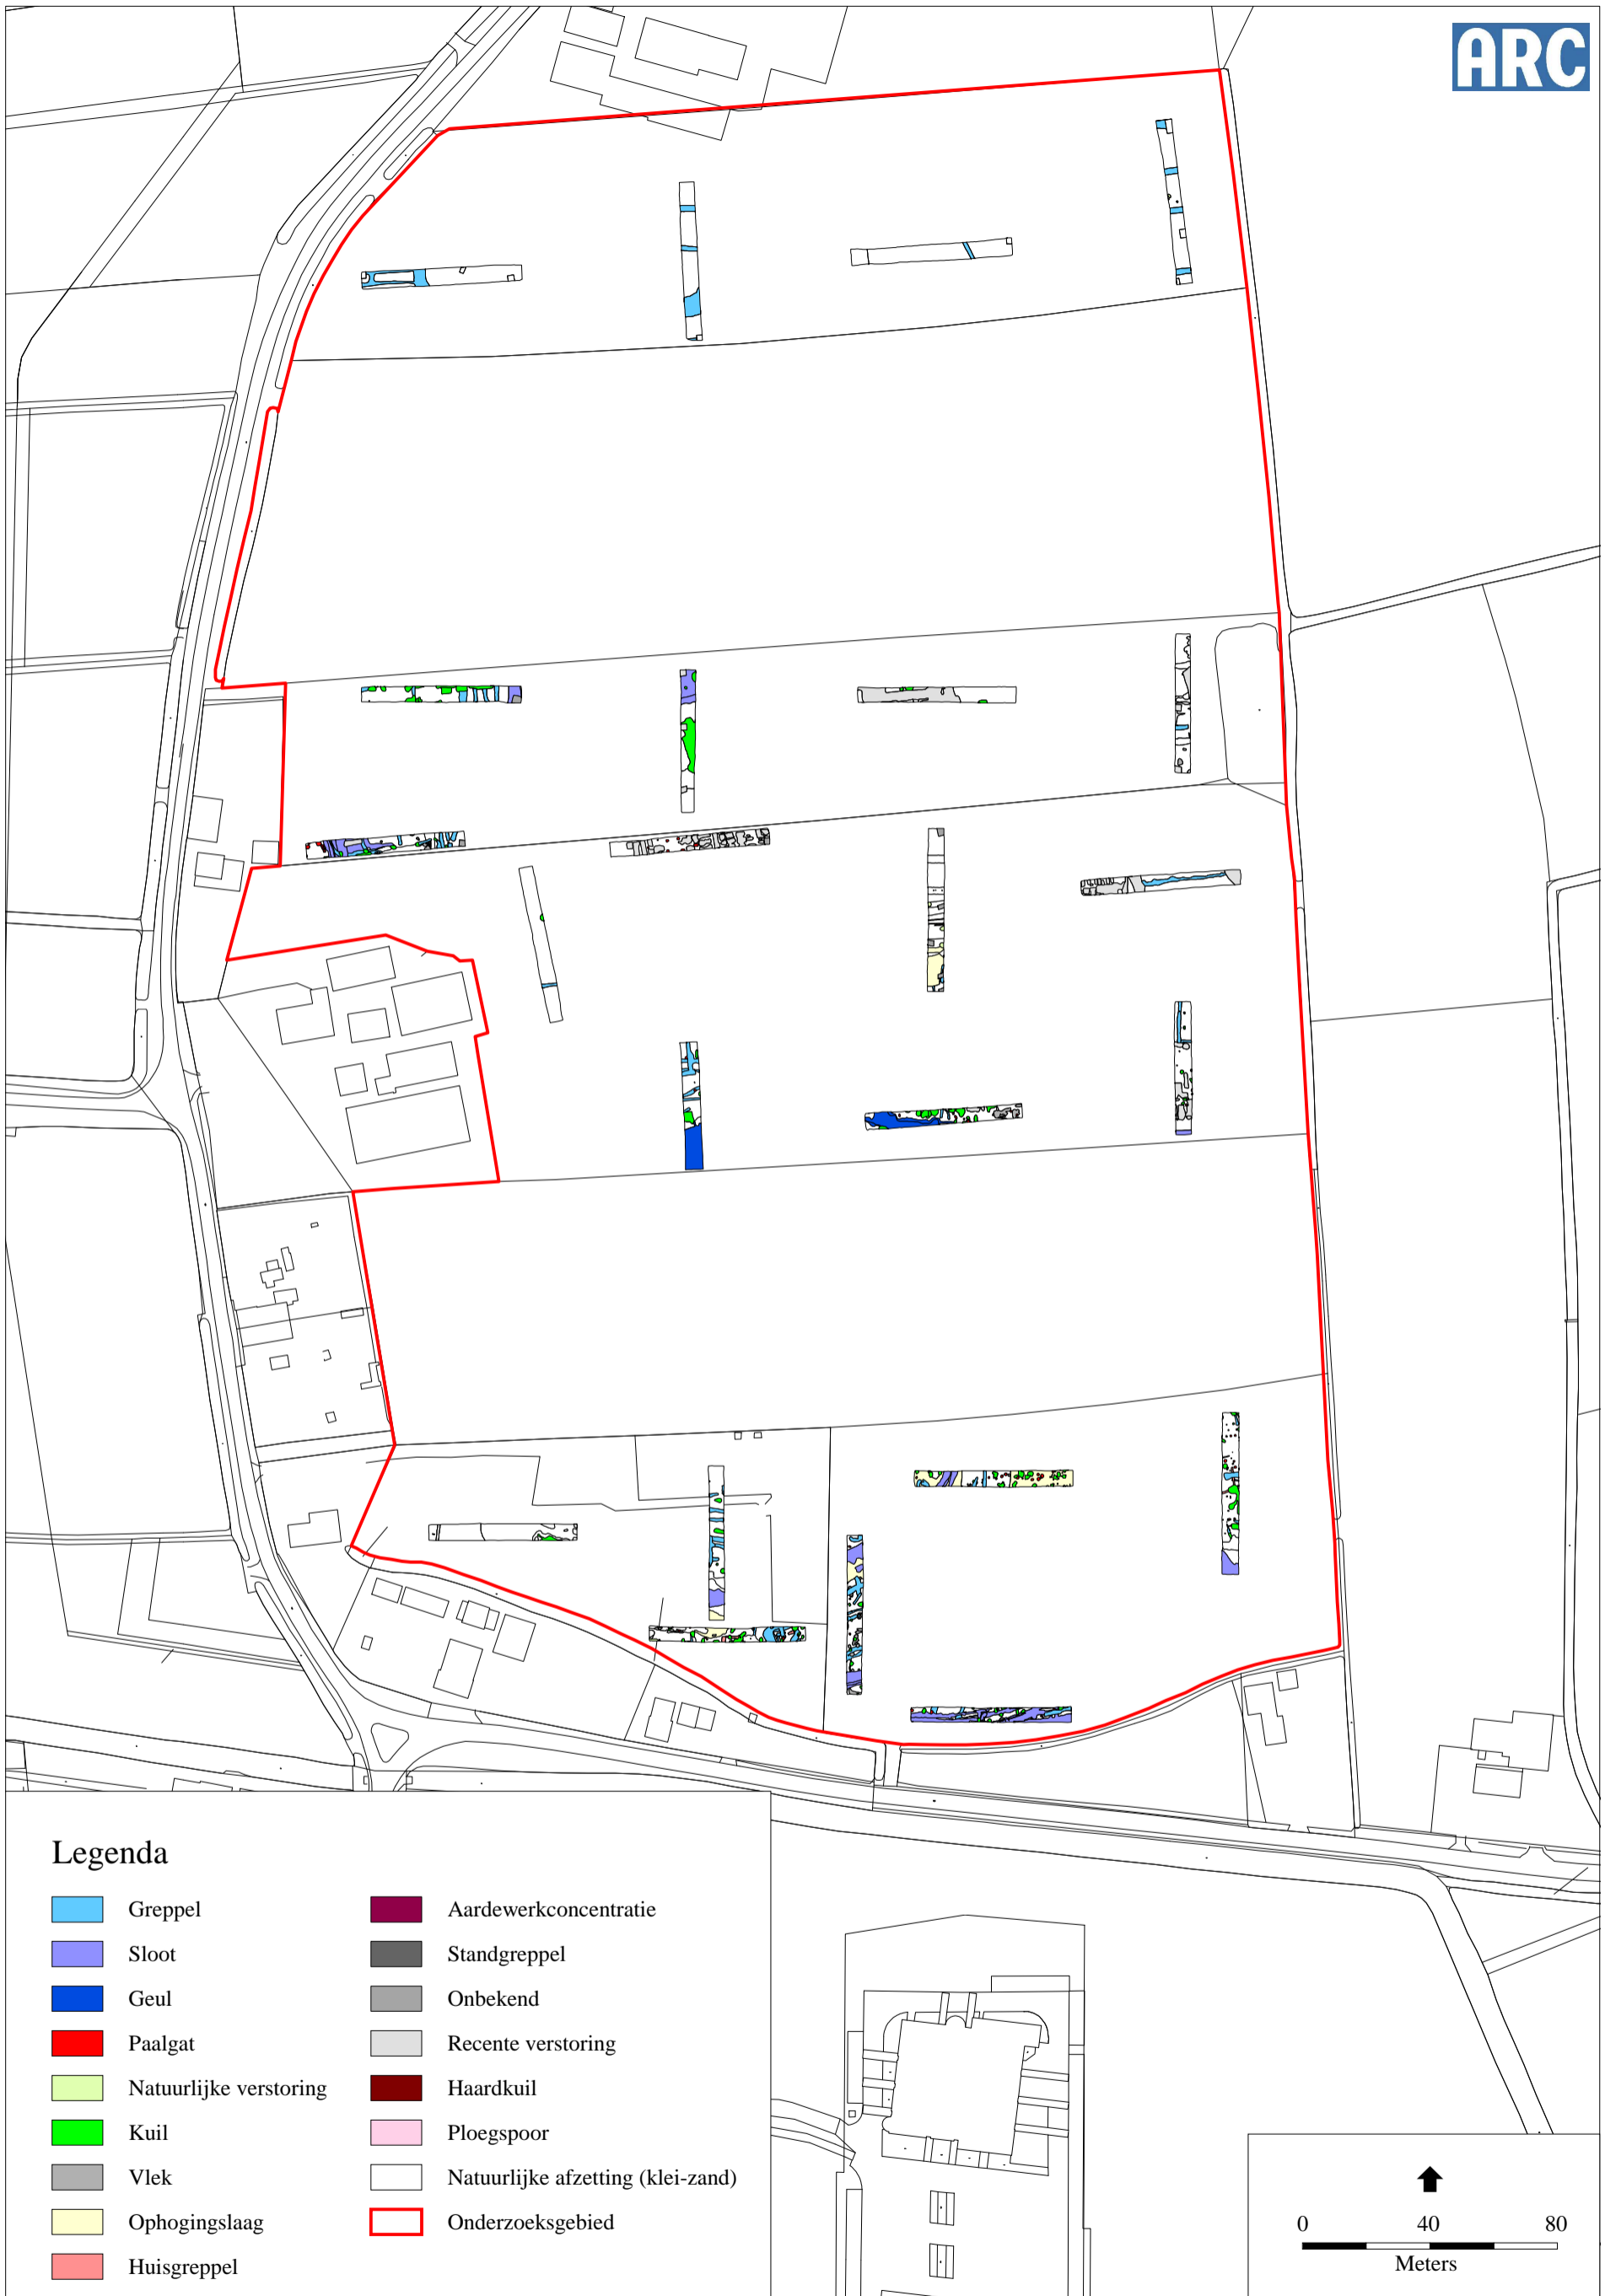 ARC
Legenda
Greppel
Sloot
Geul
Paalgat
Natuurlijke verstoring
Kuil
Vlek
Ophogingslaag
Huisgreppel
Aardewerkconcentratie
Standgreppel
Onbekend
Recente verstoring
Haardkuil
Ploegspoor
Natuurlijke afzetting (klei-zand)
Onderzoeksgebied
0 40 80
Meters